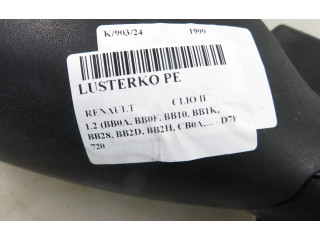 K/903/24 1999
LUSTERKO PE
RENAULT CLIO II
1.2 (BB0A, BB0F, BB10, BB1K,
BB28, BB2D, BB2H, CB0A, D7F
720